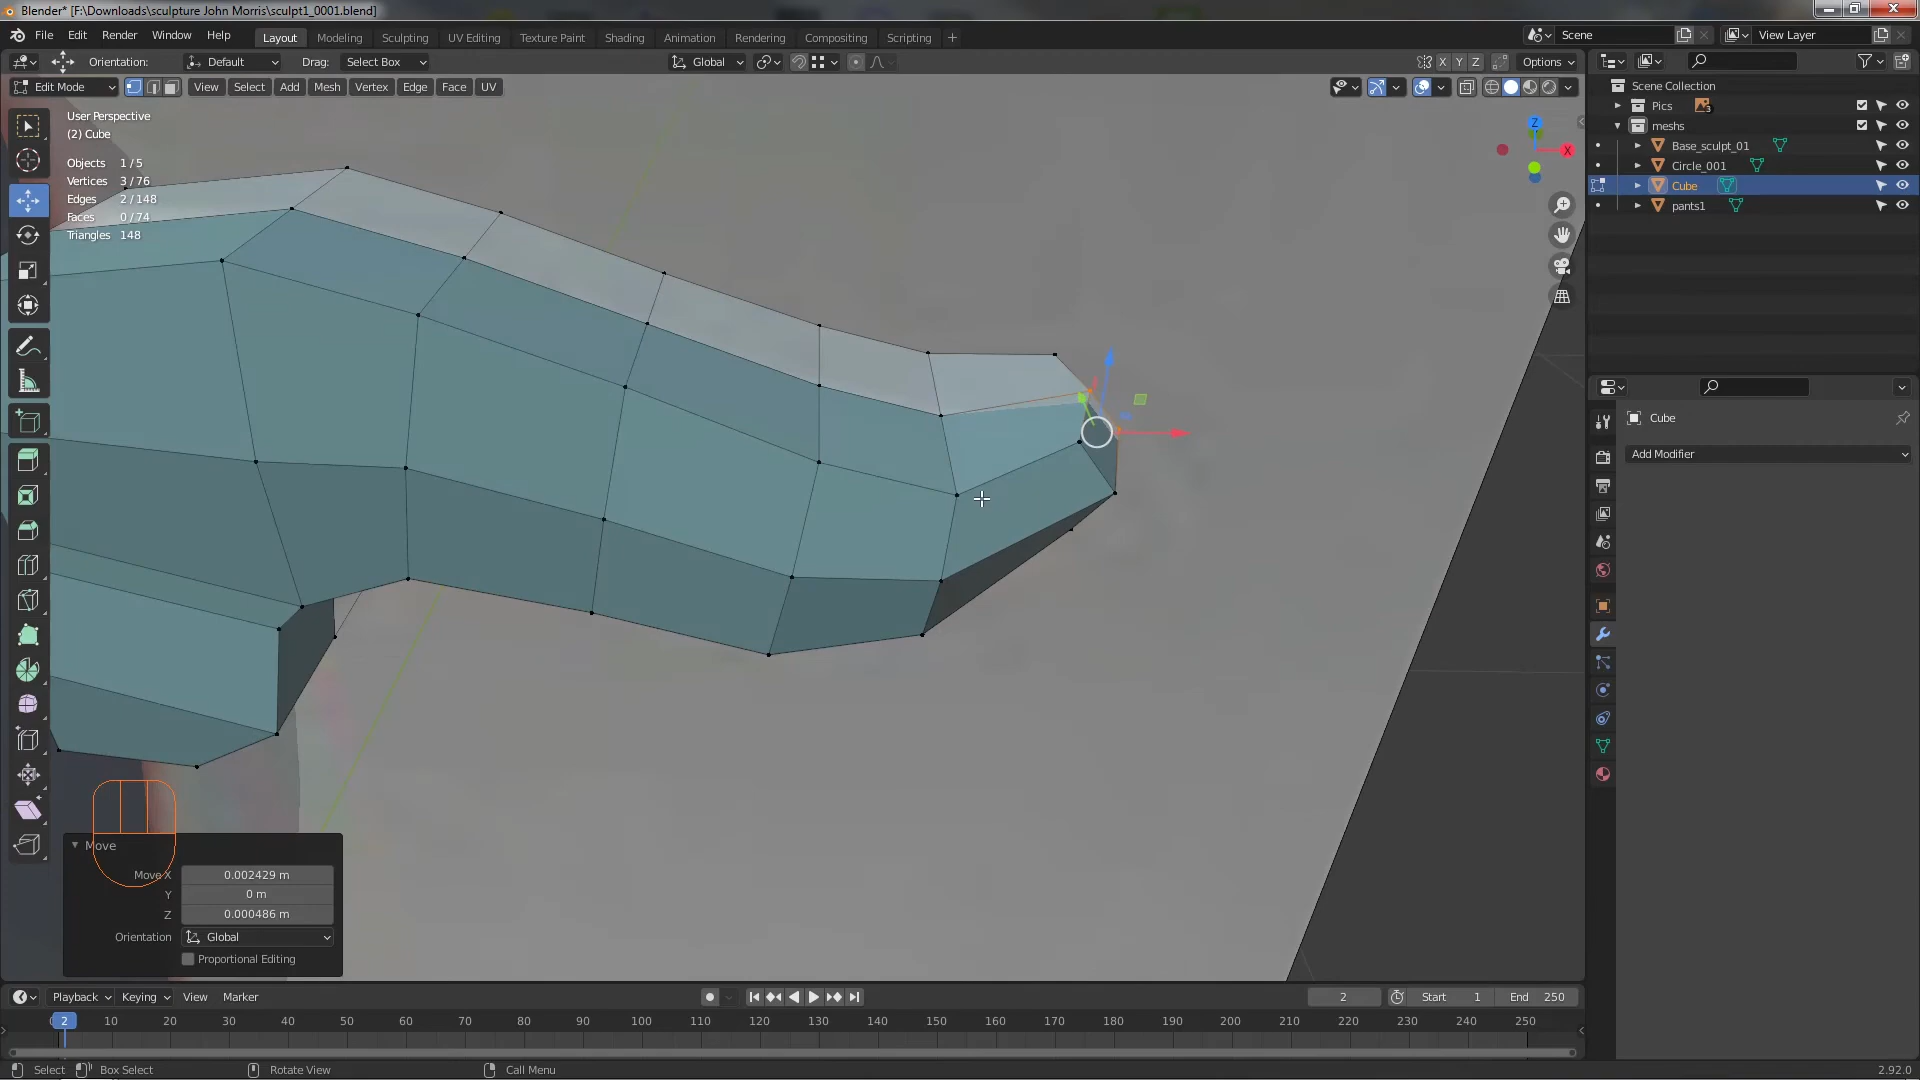 Blender* [F:\Downloads\sculpture John Morris\sculpt1_0001.blend]
File Edit Render Window Help Layout Modeling Sculpting UV Editing Texture Paint Shading Animation Rendering Compositing Scripting + Scene View Layer
Orientation: Default Drag: Select Box Global X Y Z Options
Edit Mode View Select Add Mesh Vertex Edge Face UV
User Perspective
(2) Cube
Objects 1/5
Vertices 3/76
Edges 2/148
Faces 0/74
Triangles 148
Z
X
Scene Collection
Pics 3
meshs
Base_sculpt_01
Circle_001
Cube
pants1
Cube
Add Modifier
Move
Move X 0.002429 m
Y 0 m
Z 0.000486 m
Orientation Global
Proportional Editing
Playback Keying View Marker 2 Start 1 End 250
2 10 20 30 40 50 60 70 80 90 100 110 120 130 140 150 160 170 180 190 200 210 220 230 240 250
Select Box Select Rotate View Call Menu 2.92.0